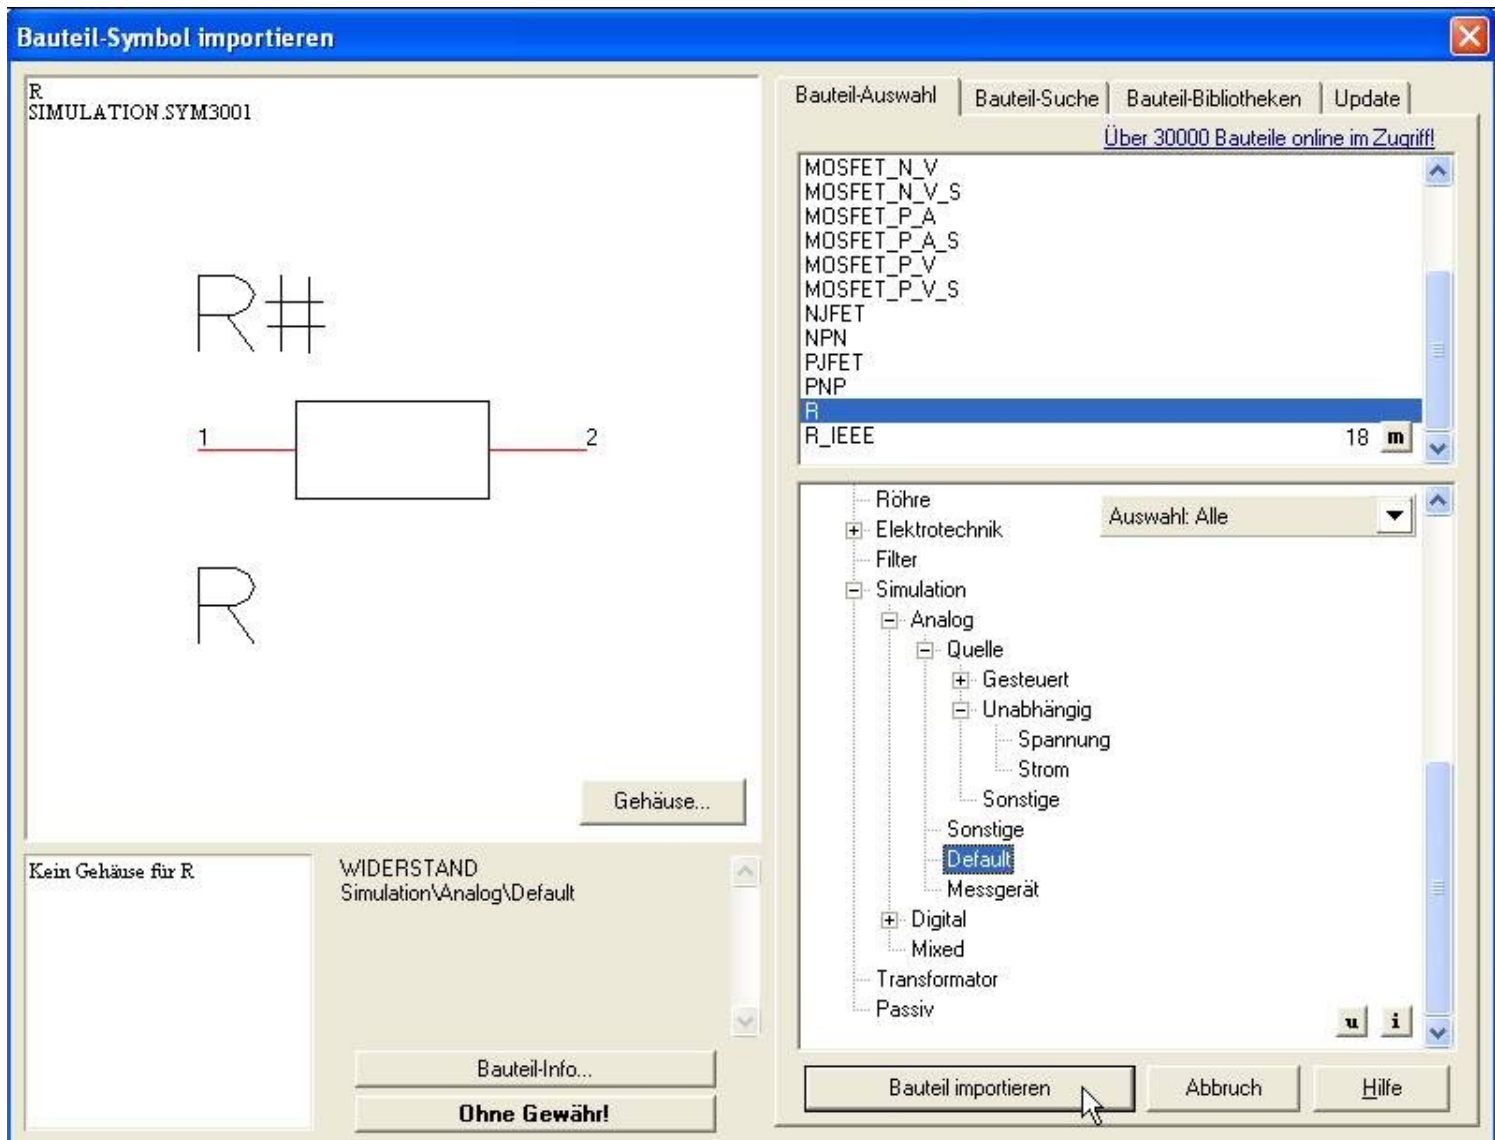 Bauteil-Symbol importieren
R
SIMULATION.SYM3001
R#
1
2
R
Gehäuse...
Kein Gehäuse für R
WIDERSTAND
Simulation\Analog\Default
Bauteil-Info...
Ohne Gewähr!
Bauteil-Auswahl
Bauteil-Suche
Bauteil-Bibliotheken
Update
Über 30000 Bauteile online im Zugriff!
MOSFET_N_V
MOSFET_N_V_S
MOSFET_P_A
MOSFET_P_A_S
MOSFET_P_V
MOSFET_P_V_S
NJFET
NPN
PJFET
PNP
R
R_IEEE
18 m
Auswahl: Alle
Röhre
Elektrotechnik
Filter
Simulation
Analog
Quelle
Gesteuert
Unabhängig
Spannung
Strom
Sonstige
Sonstige
Default
Messgerät
Digital
Mixed
Transformator
Passiv
u i
Bauteil importieren
Abbruch
Hilfe